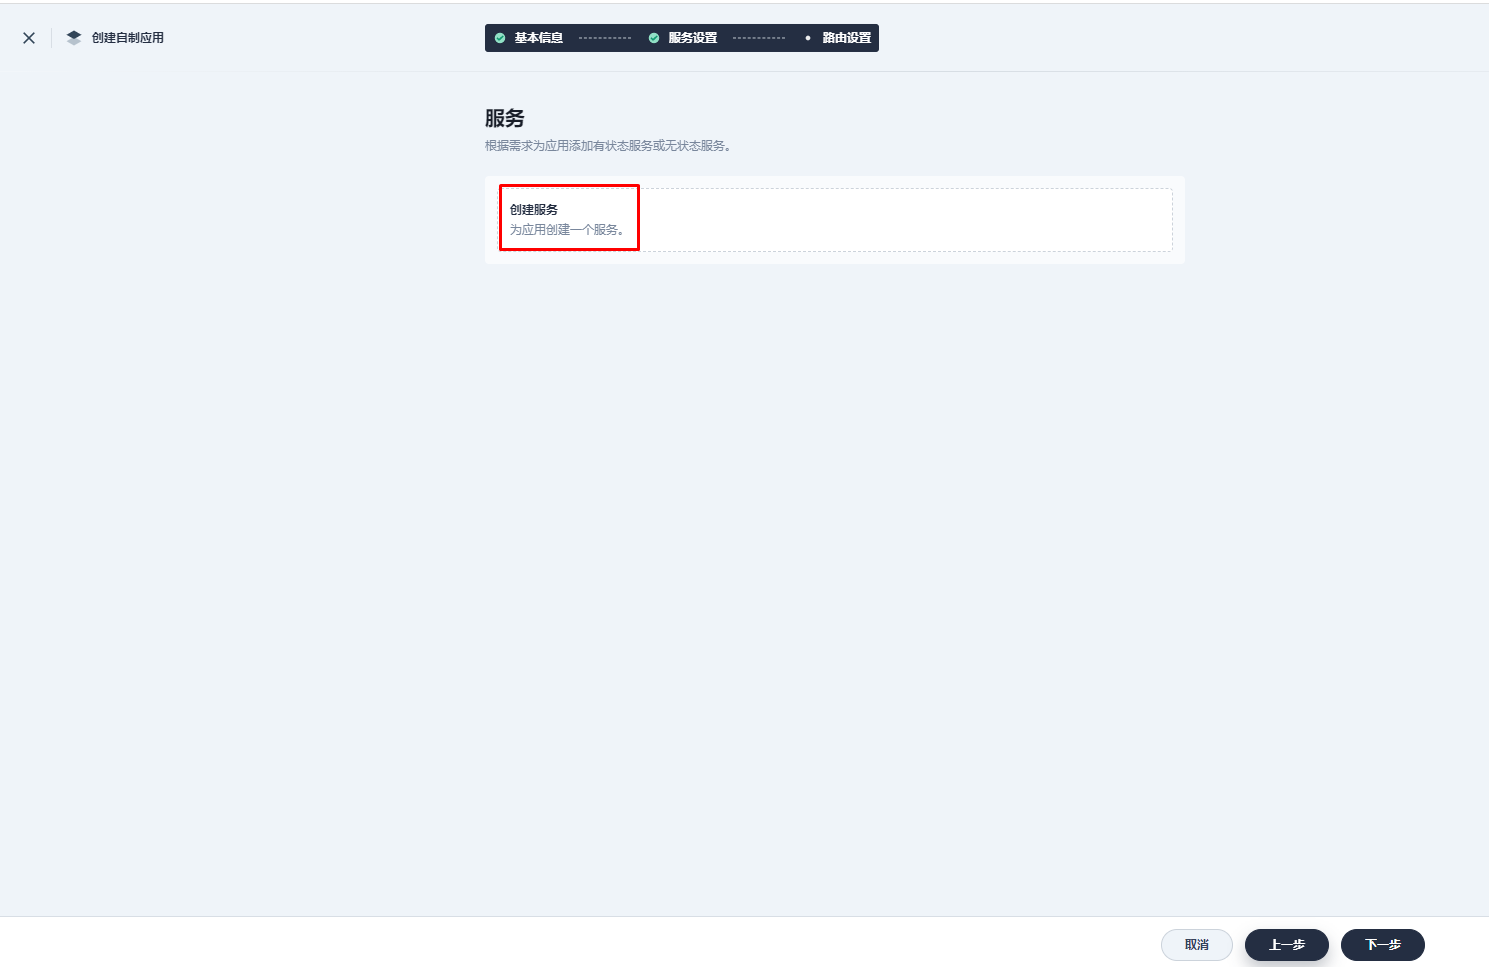 创建自制应用
基本信息 服务设置 路由设置
服务
根据需求为应用添加有状态服务或无状态服务。
创建服务
为应用创建一个服务。
取消 上一步 下一步